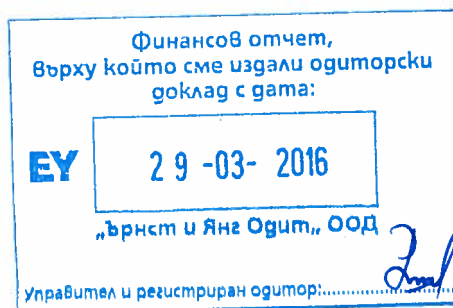 Финансов отчет,
върху който сме издали одиторски
доклад с дата:
EY
29 -03- 2016
„Ърнст и Янг Одит„ ООД
Управител и регистриран одитор:..................